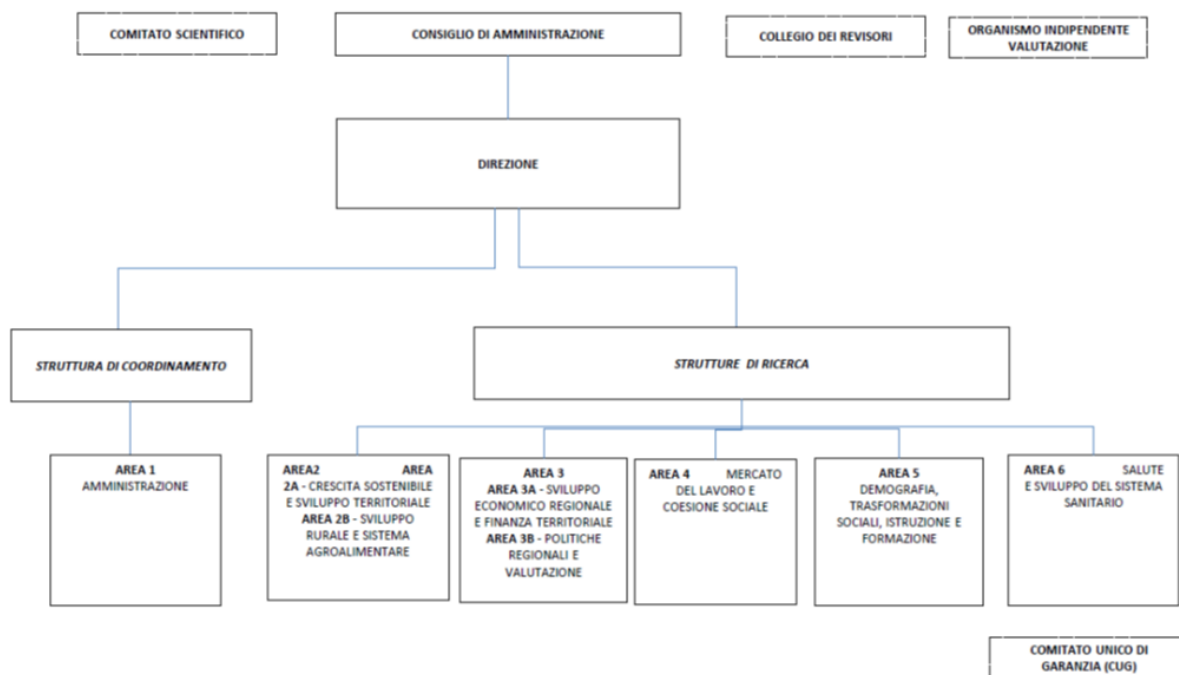 COMITATO SCIENTIFICO
CONSIGLIO DI AMMINISTRAZIONE
COLLEGIO DEI REVISORI
ORGANISMO INDIPENDENTE
VALUTAZIONE
DIREZIONE
STRUTTURA DI COORDINAMENTO
STRUTTURE DI RICERCA
AREA 1
AMMINISTRAZIONE
AREA2 AREA
2A - CRESCITA SOSTENIBILE
E SVILUPPO TERRITORIALE
AREA 2B - SVILUPPO
RURALE E SISTEMA
AGROALIMENTARE
AREA 3
AREA 3A - SVILUPPO
ECONOMICO REGIONALE
E FINANZA TERRITORIALE
AREA 3B - POLITICHE
REGIONALI E
VALUTAZIONE
AREA 4 MERCATO
DEL LAVORO E
COESIONE SOCIALE
AREA 5
DEMOGRAFIA,
TRASFORMAZIONI
SOCIALI, ISTRUZIONE E
FORMAZIONE
AREA 6 SALUTE
E SVILUPPO DEL SISTEMA
SANITARIO
COMITATO UNICO DI
GARANZIA (CUG)